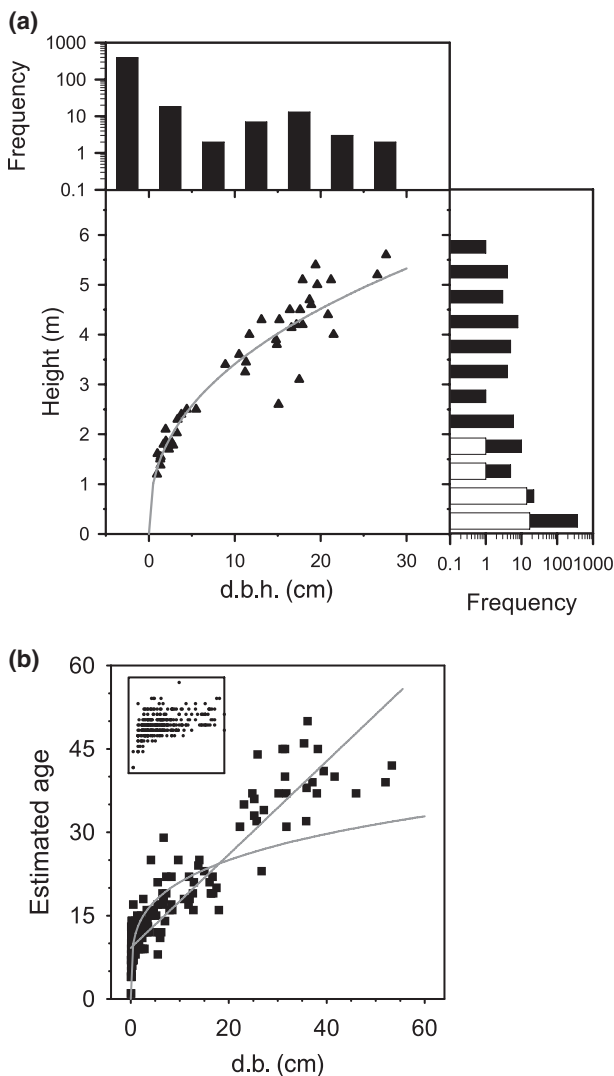 (a)
Frequency
1000
100
10
1
0.1
Height (m)
6
5
4
3
2
1
0
0 10 20 30
d.b.h. (cm)
0.1 1 10 100 1000
Frequency
(b)
Estimated age
60
45
30
15
0
0 20 40 60
d.b. (cm)